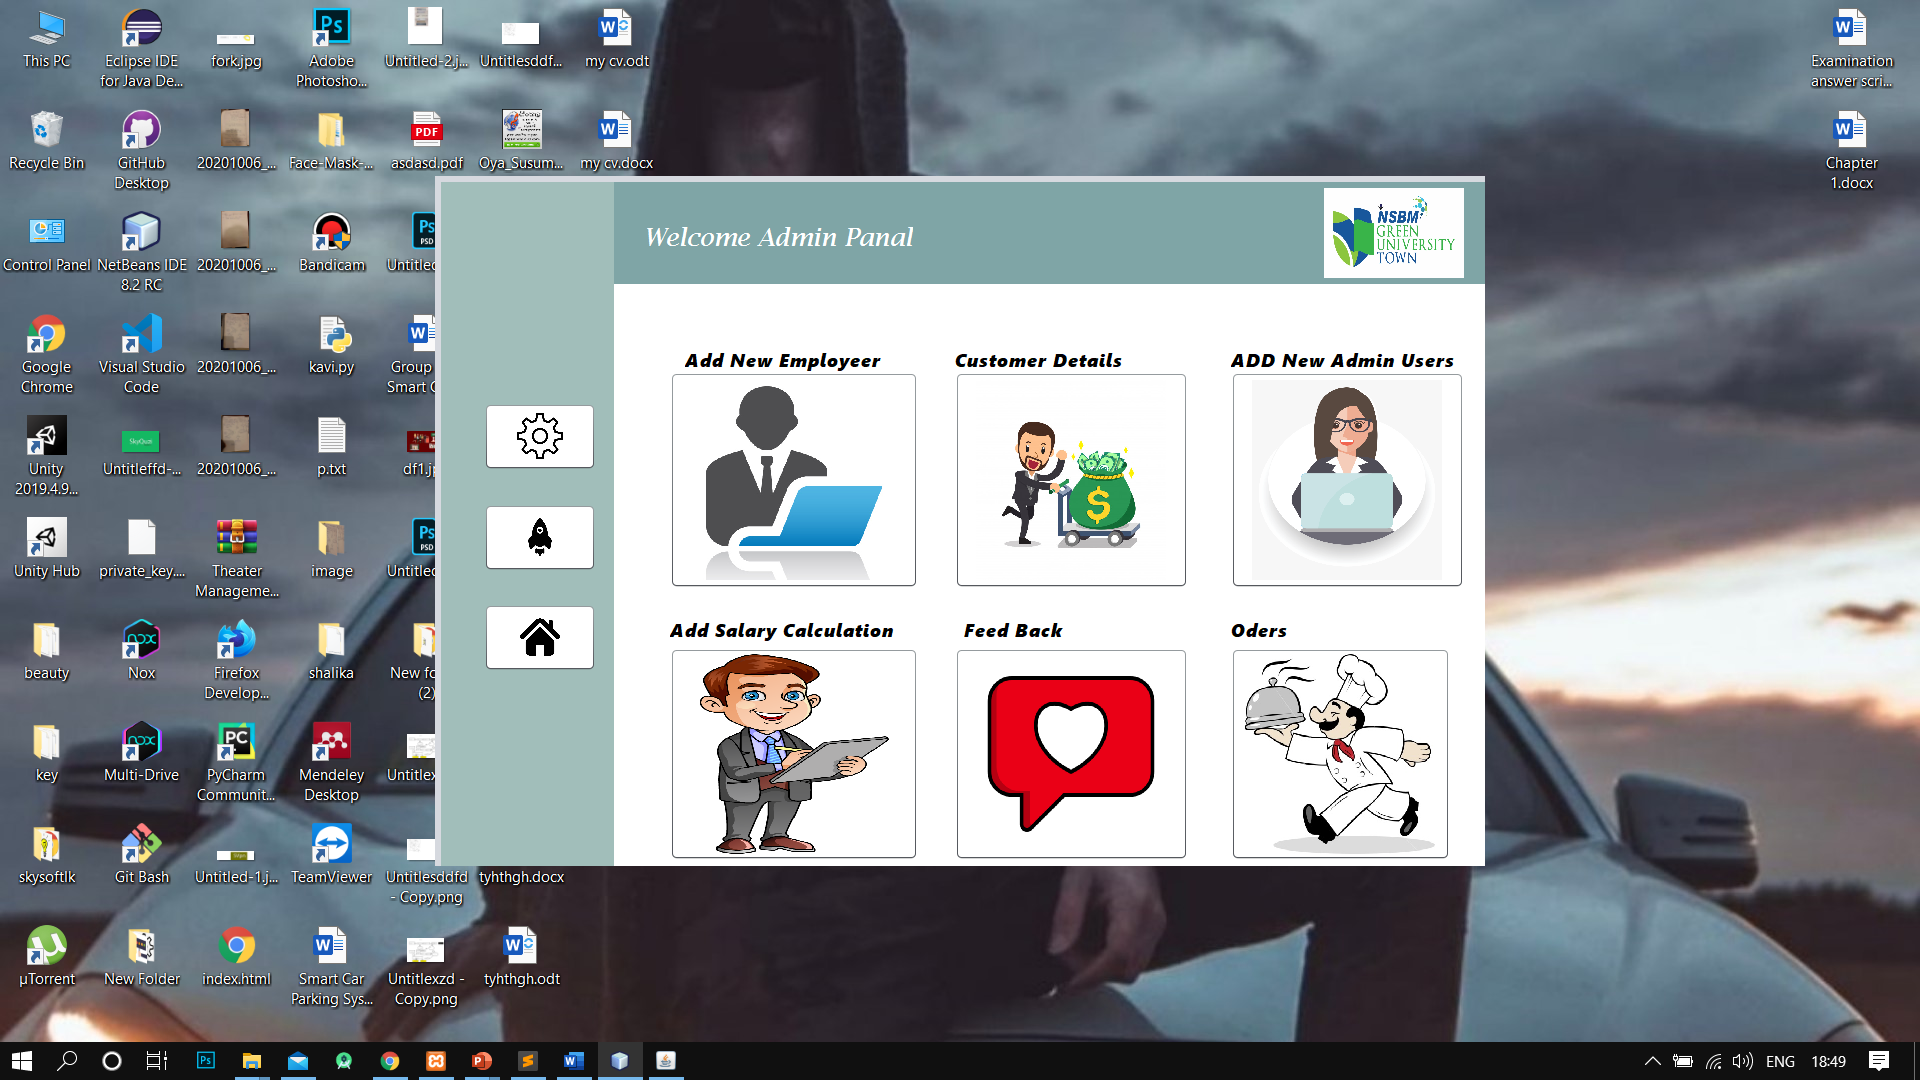 This PC
Eclipse IDE
for Java De...
fork.jpg
Adobe
Photosho...
Untitled-2.j...
Untitlesddf...
my cv.odt
Examination
answer scri...
Recycle Bin
GitHub
Desktop
20201006_...
Face-Mask-...
asdasd.pdf
Oya_Susum...
my cv.docx
Chapter
1.docx
Control Panel
NetBeans IDE
8.2 RC
20201006_...
Bandicam
Untitled
Google
Chrome
Visual Studio
Code
20201006_...
kavi.py
Group
Smart C
Unity
2019.4.9...
Untitleffd-...
20201006_...
p.txt
df1.jp
Unity Hub
private_key....
Theater
Manageme...
image
Untitled
beauty
Nox
Firefox
Develop...
shalika
New fo
(2)
key
Multi-Drive
PyCharm
Communit...
Mendeley
Desktop
Untitlex
skysoftlk
Git Bash
Untitled-1.j...
TeamViewer
Untitlesddfd
- Copy.png
tyhthgh.docx
µTorrent
New Folder
index.html
Smart Car
Parking Sys...
Untitlexzd -
Copy.png
tyhthgh.odt
Welcome Admin Panal
NSBM
GREEN
UNIVERSITY
TOWN
Add New Employeer
Customer Details
ADD New Admin Users
Add Salary Calculation
Feed Back
Oders
ENG
18:49